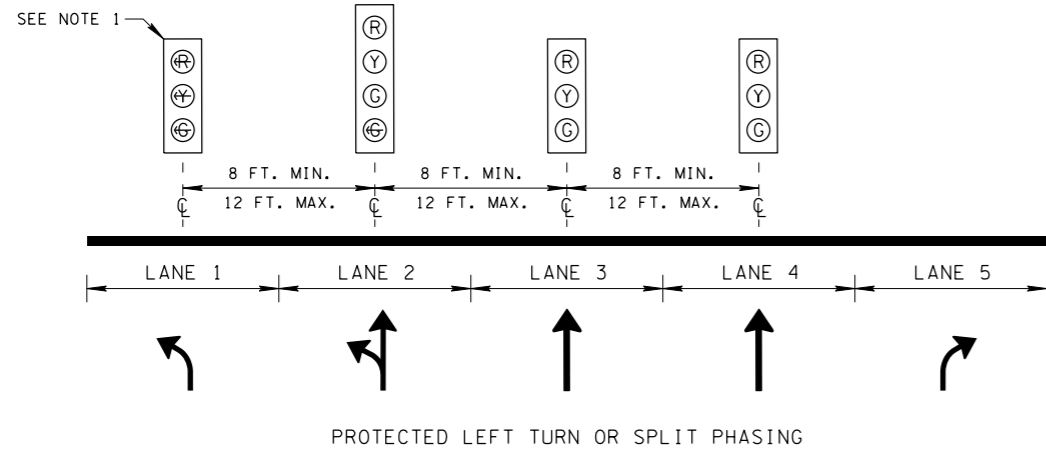 SEE NOTE 1
R
Y
G
R
Y
G
G
R
Y
G
R
Y
G
8 FT. MIN. 8 FT. MIN. 8 FT. MIN.
12 FT. MAX. 12 FT. MAX. 12 FT. MAX.
℄ ℄ ℄ ℄
LANE 1 LANE 2 LANE 3 LANE 4 LANE 5
PROTECTED LEFT TURN OR SPLIT PHASING